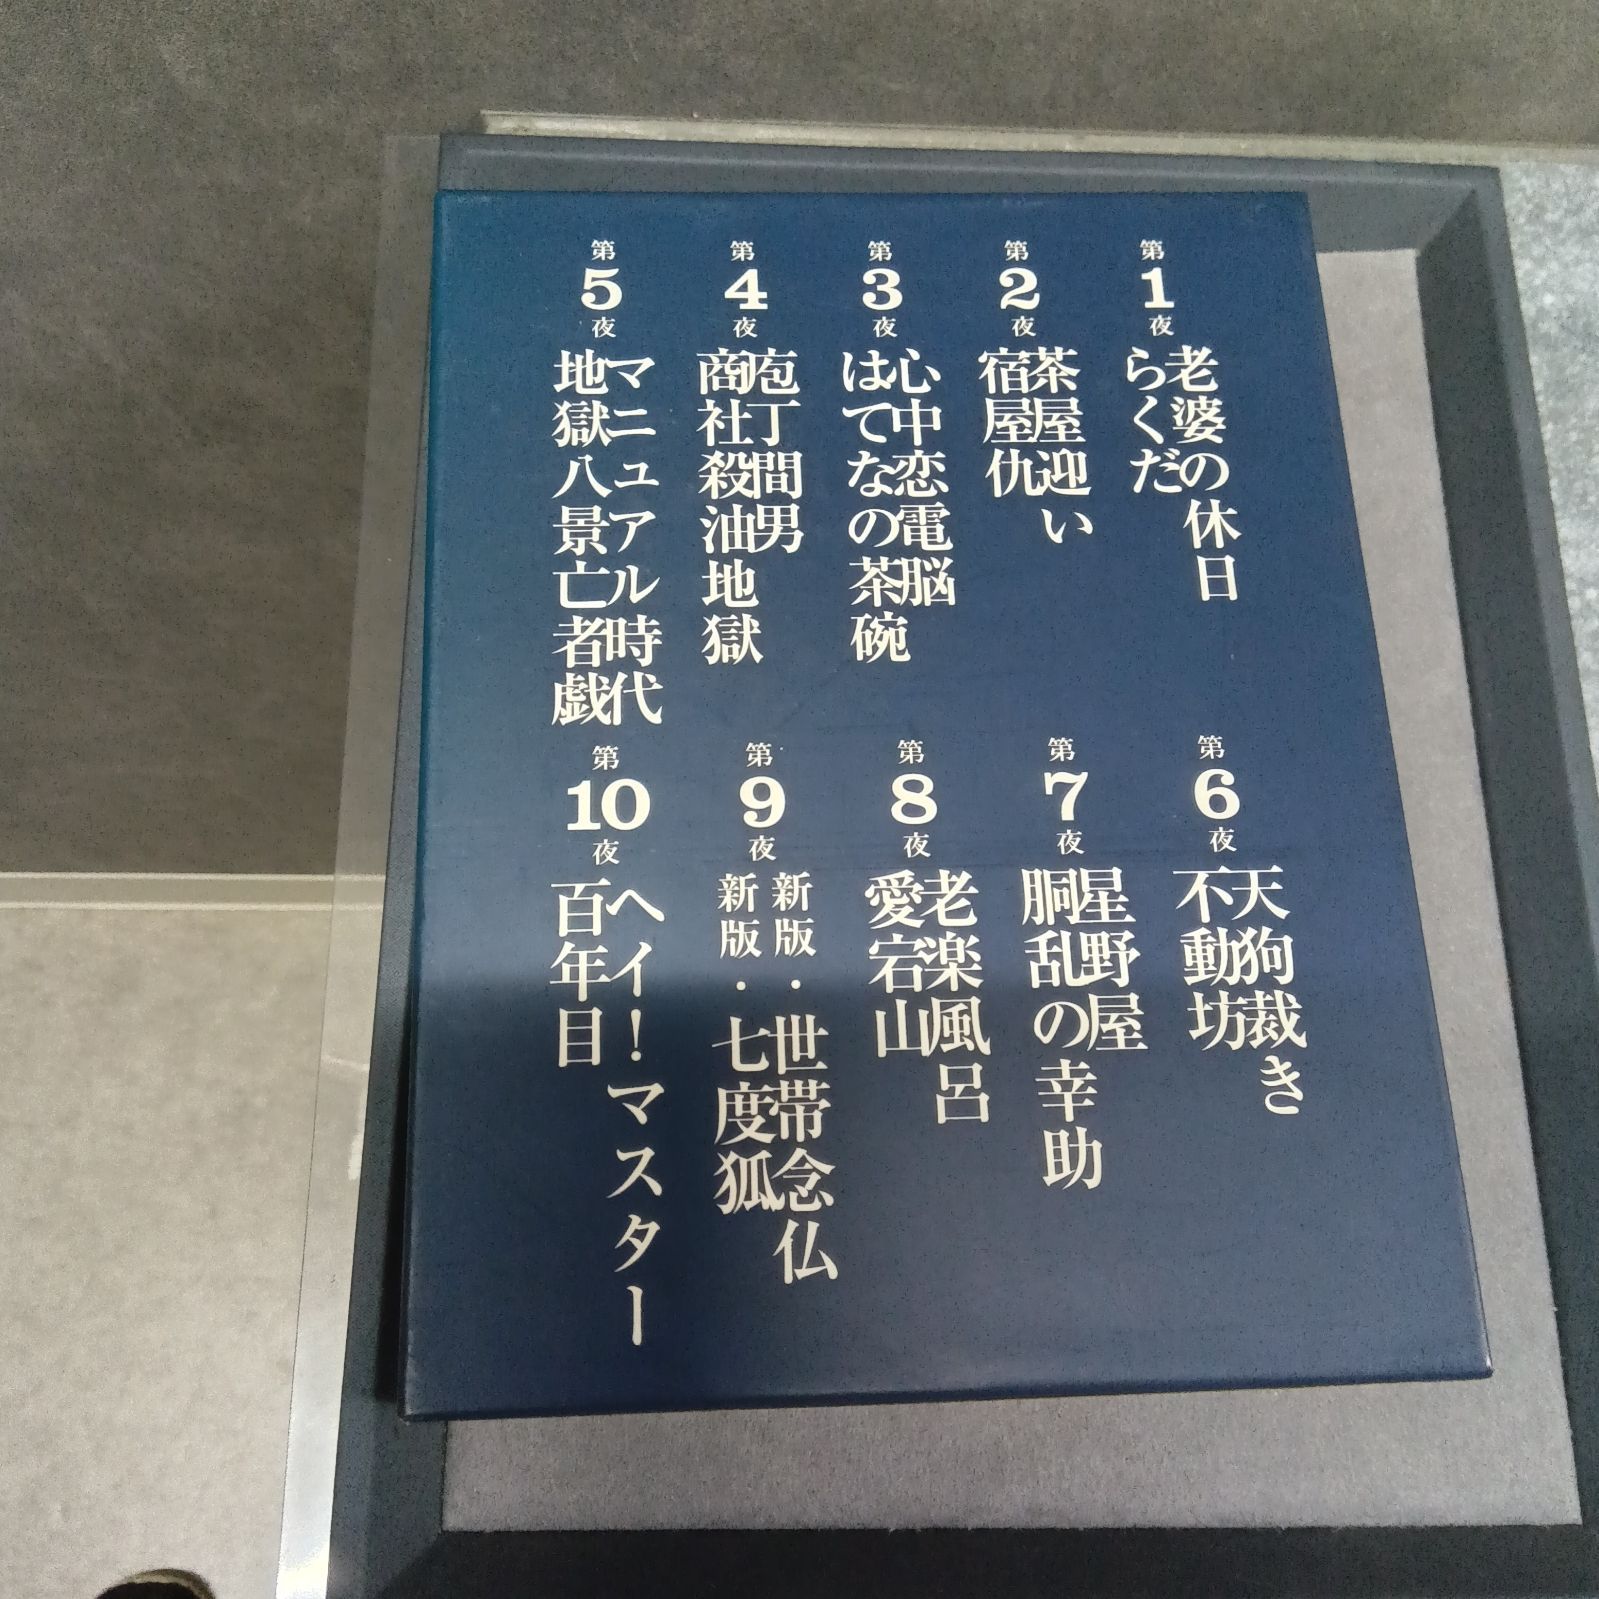 第1夜
老婆の休日
らくだ
第2夜
茶屋迎い
宿屋仇
第3夜
心中恋電脳
はてなの茶碗
第4夜
庖丁間男
商社殺油地獄
第5夜
マニュアル時代
地獄八景亡者戯
第6夜
天狗裁き
不動坊
第7夜
星野屋
胴乱の幸助
第8夜
老楽風呂
愛宕山
第9夜
新版・世帯念仏
新版・七度狐
第10夜
ヘイ!マスター
百年目